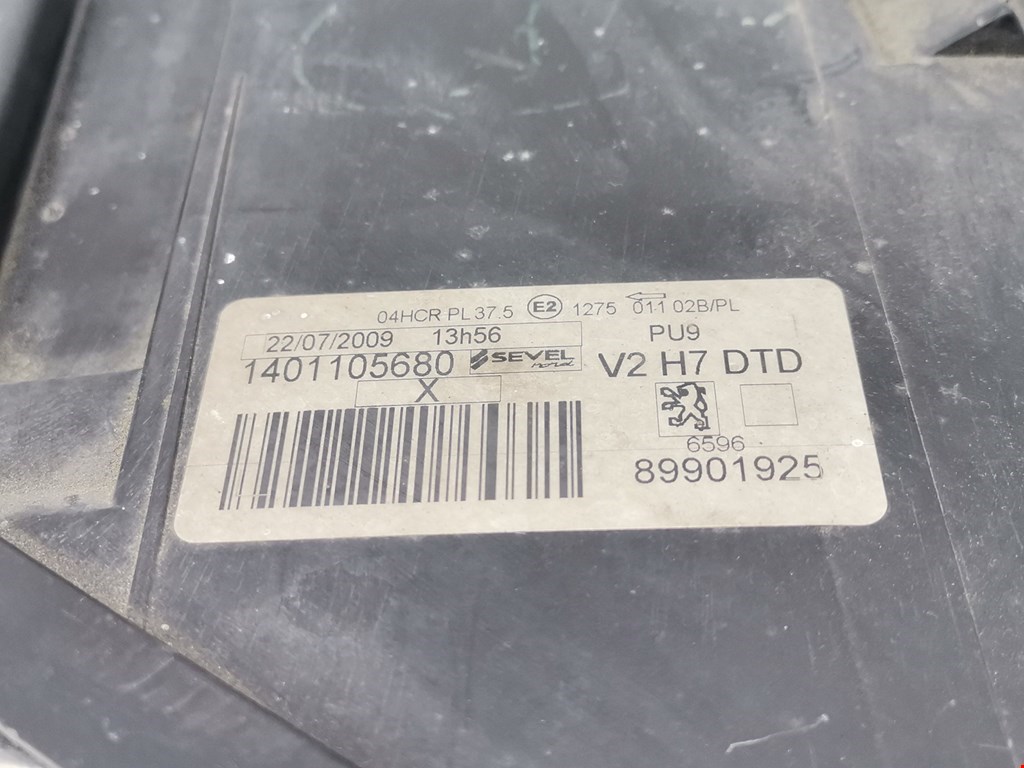 04HCR PL 37.5 E2 1275 011 02B/PL
22/07/2009 13h56 PU9
1401105680 SEVEL V2 H7 DTD
X
6596
89901925